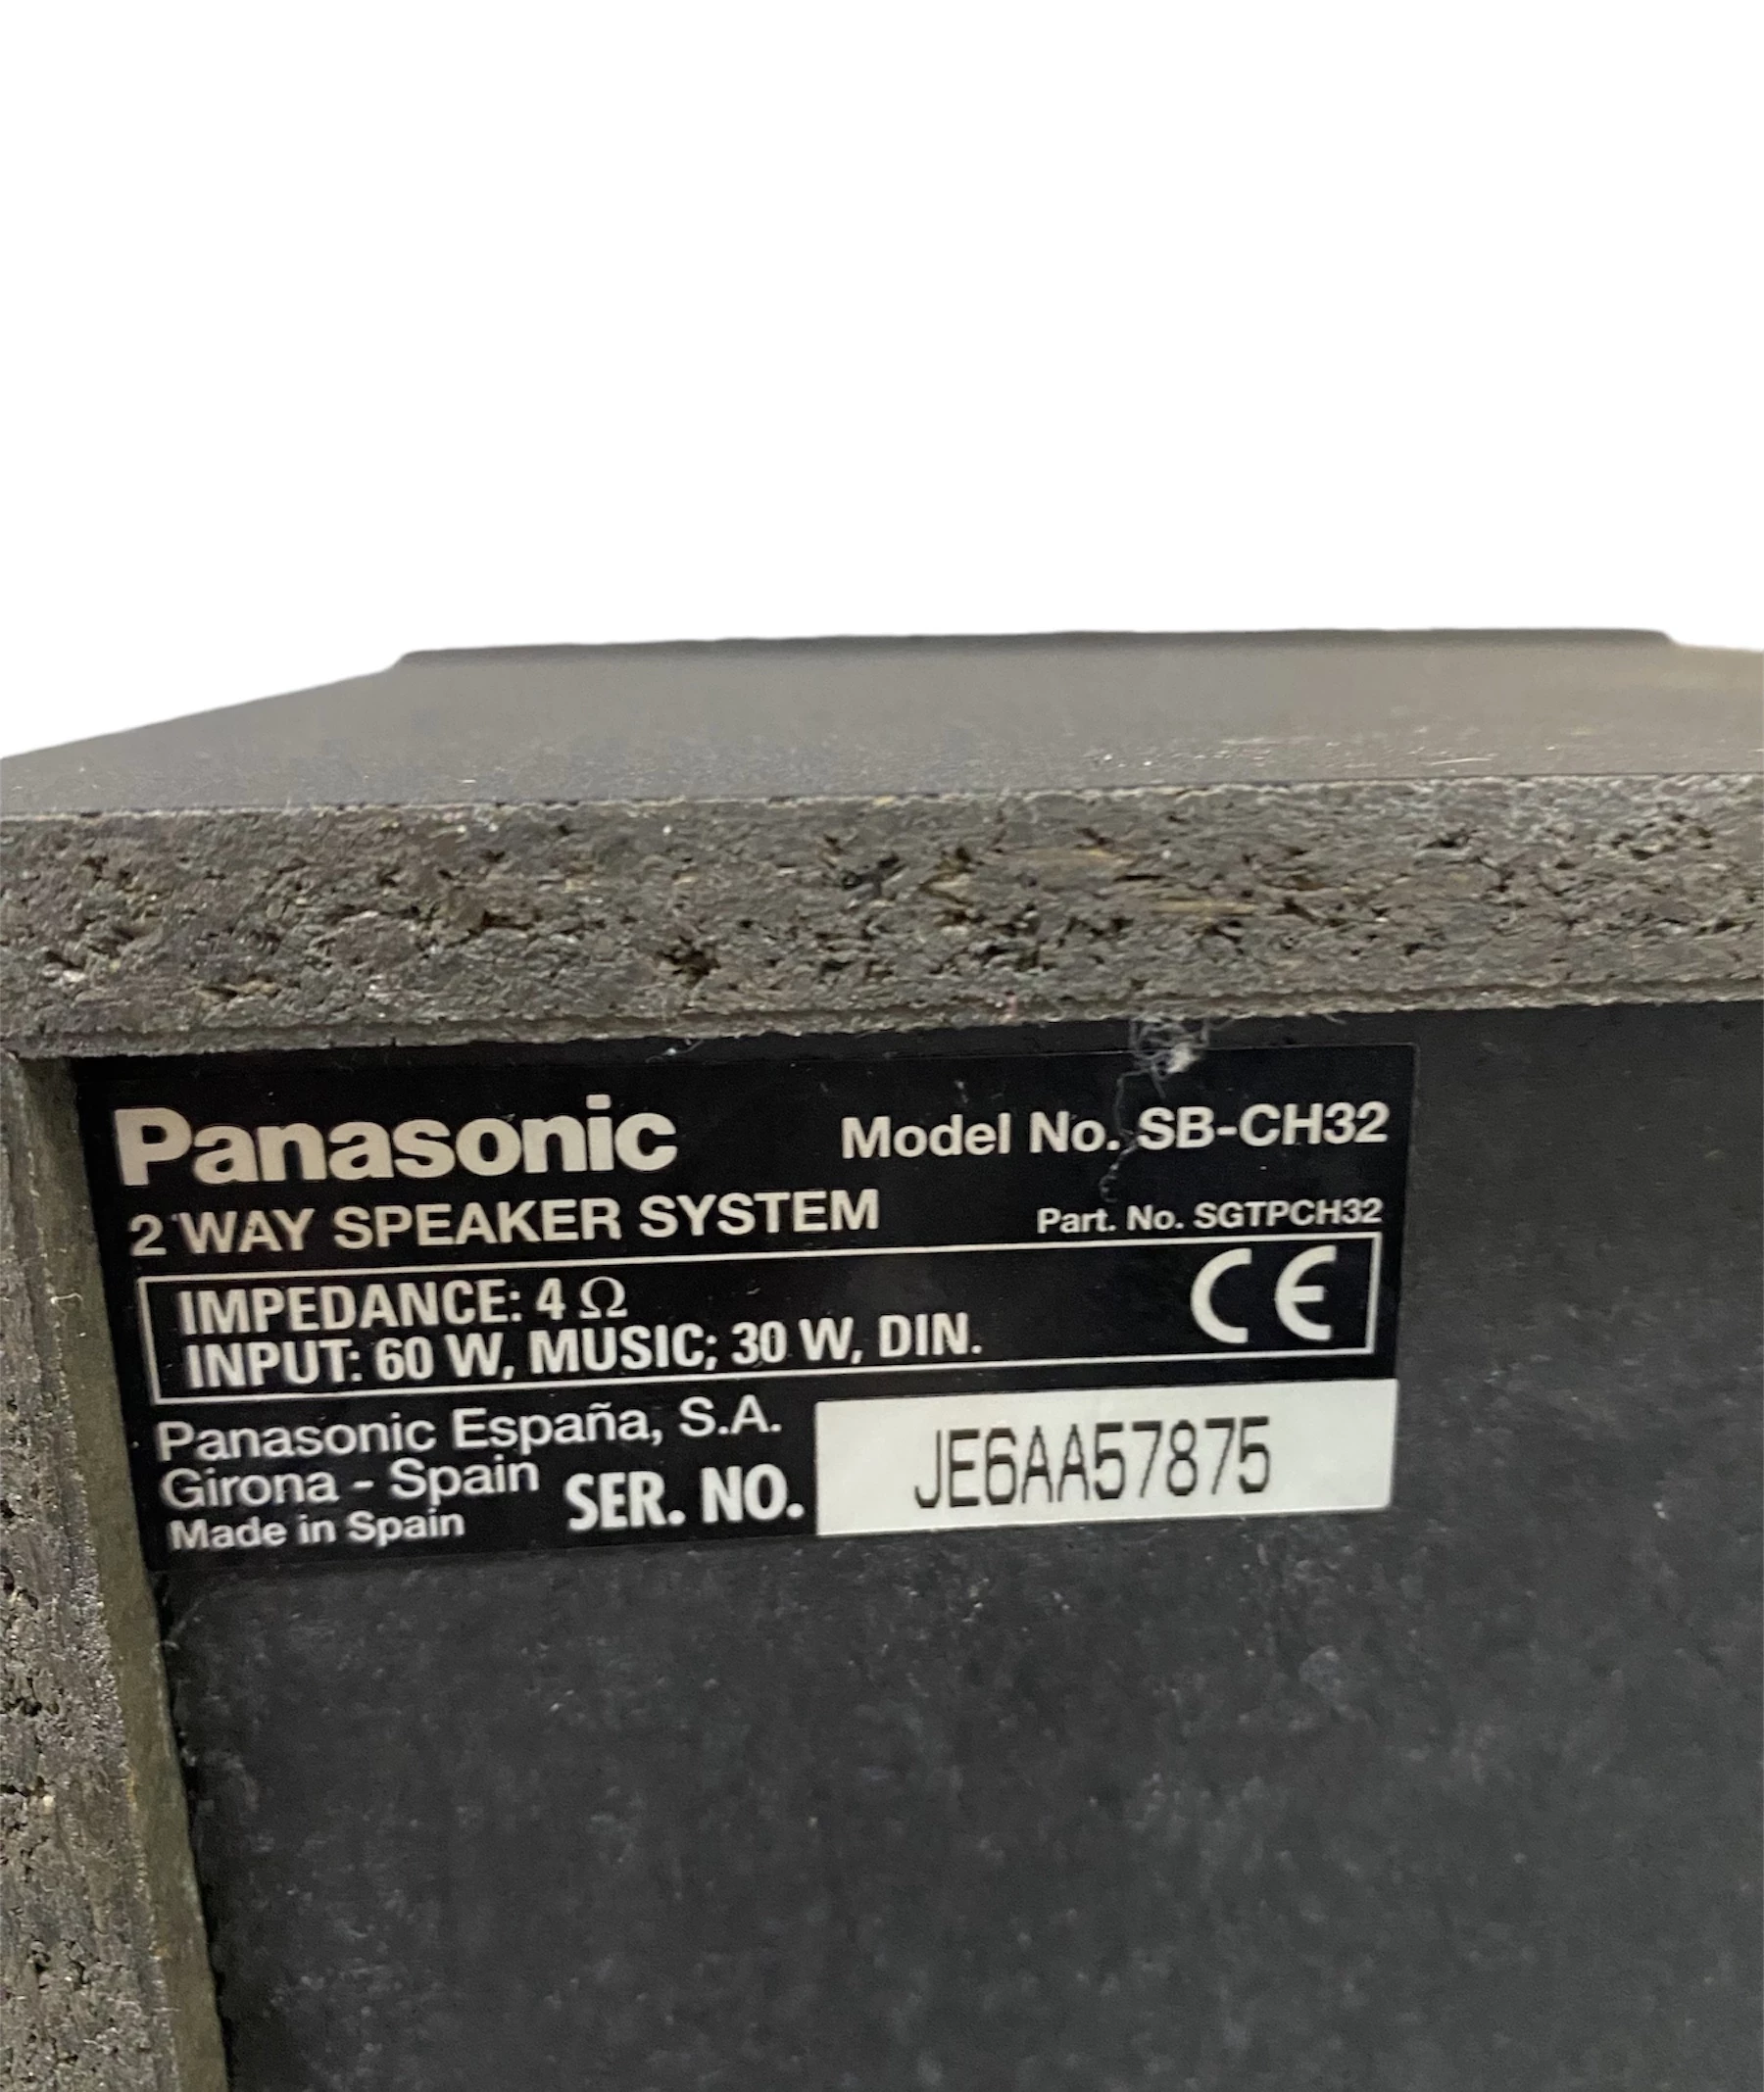 Panasonic Model No. SB-CH32
2 WAY SPEAKER SYSTEM Part. No. SGTPCH32
IMPEDANCE: 4 Ω
INPUT: 60 W, MUSIC; 30 W, DIN.
CE
Panasonic España, S.A.
Girona - Spain
Made in Spain
SER. NO. JE6AA57875